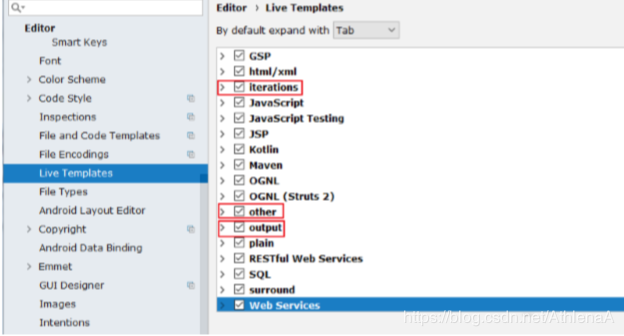 Editor
Smart Keys
Font
Color Scheme
Code Style
Inspections
File and Code Templates
File Encodings
Live Templates
File Types
Android Layout Editor
Copyright
Android Data Binding
Emmet
GUI Designer
Images
Intentions
Editor › Live Templates
By default expand with Tab
GSP
html/xml
iterations
JavaScript
JavaScript Testing
JSP
Kotlin
Maven
OGNL
OGNL (Struts 2)
other
output
plain
RESTful Web Services
SQL
surround
Web Services
https://blog.csdn.net/AthlenaA